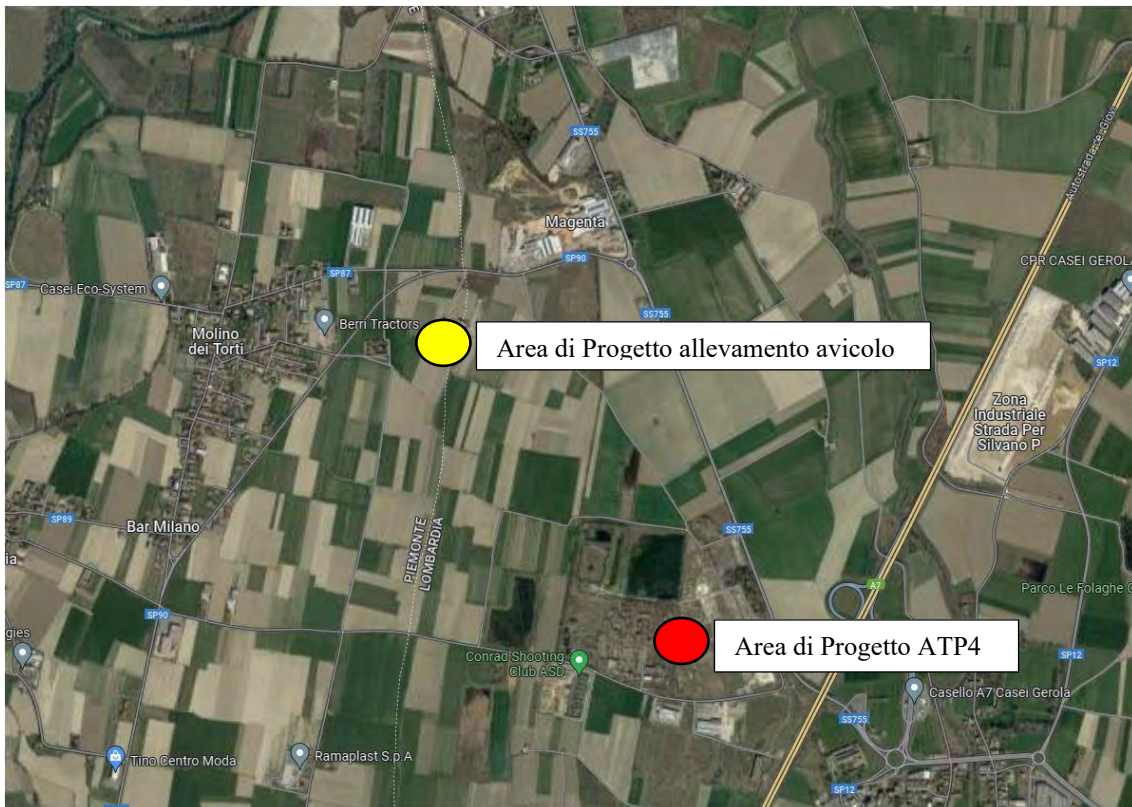 SS755
Magenta
SP90
SP87
SP87
Casei Eco-System
Autostrada dei Giovi
CPR CASEI GEROLA
SS755
Berri Tractors
Molino
dei Torti
Area di Progetto allevamento avicolo
SP12
Zona
Industriale
Strada Per
Silvano P
SP89
Bar Milano
SS755
PIEMONTE
LOMBARDIA
ia
A7
Parco Le Folaghe C
SP90
gies
Area di Progetto ATP4
SP12
Conrad Shooting
Club ASD
Casello A7 Casei Gerola
SS755
Tino Centro Moda
Ramaplast S.p.A
SP12